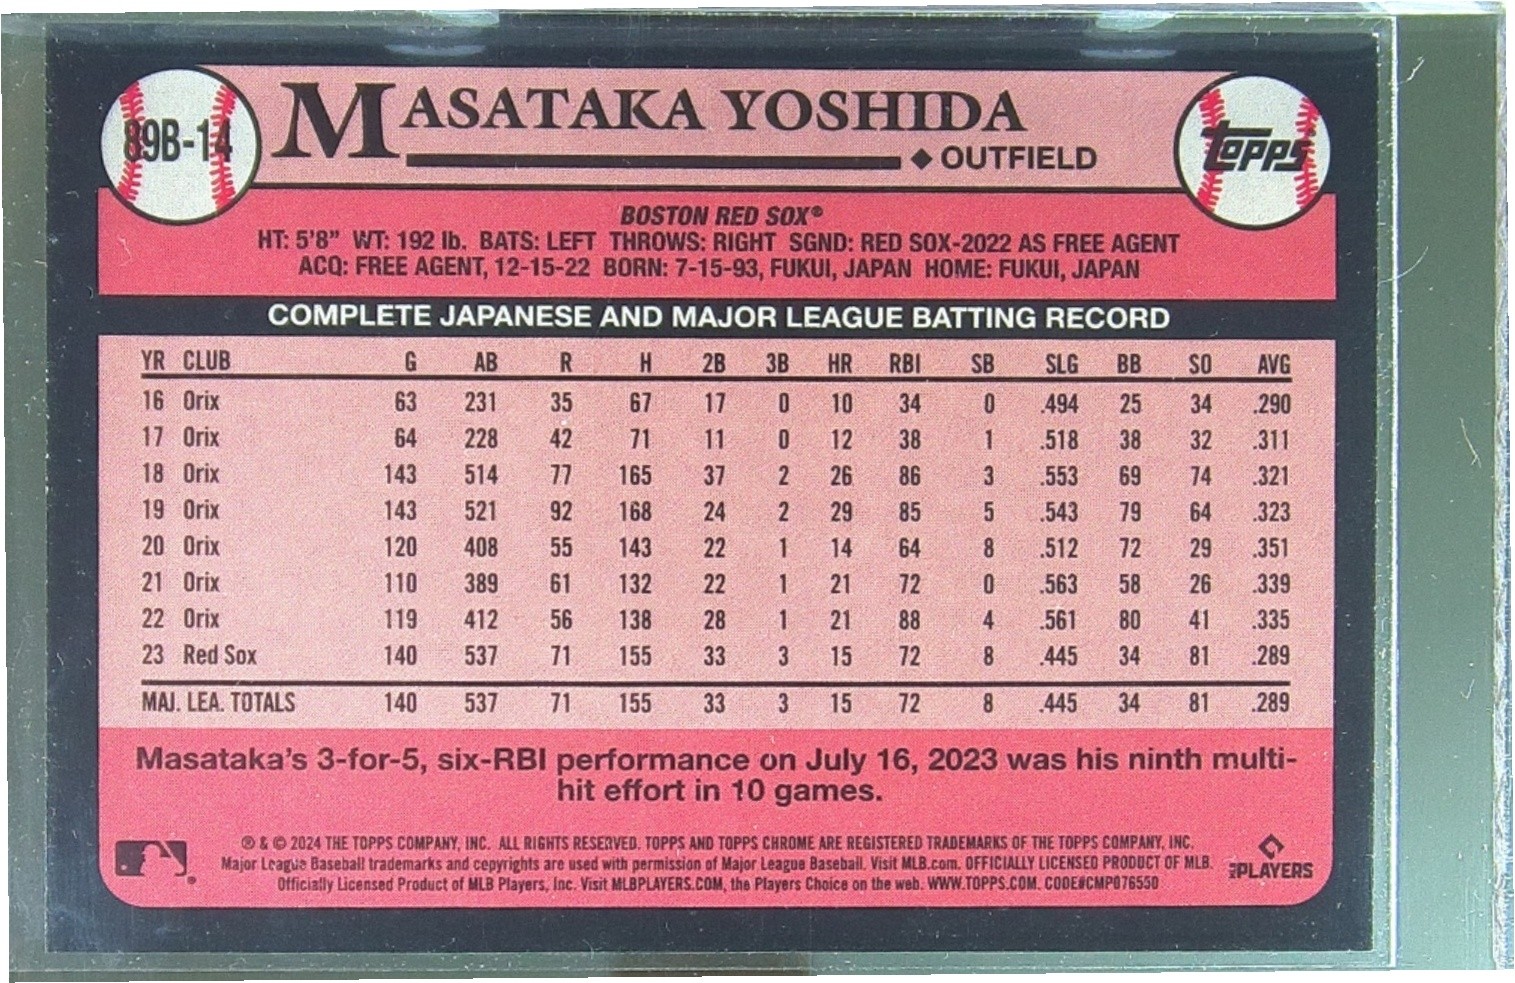 89B-14
MASATAKA YOSHIDA
◆ OUTFIELD
TOPPS
BOSTON RED SOX®
HT: 5'8" WT: 192 lb. BATS: LEFT THROWS: RIGHT SGND: RED SOX-2022 AS FREE AGENT
ACQ: FREE AGENT, 12-15-22 BORN: 7-15-93, FUKUI, JAPAN HOME: FUKUI, JAPAN
COMPLETE JAPANESE AND MAJOR LEAGUE BATTING RECORD
YR CLUB G AB R H 2B 3B HR RBI SB SLG BB SO AVG
16 Orix 63 231 35 67 17 0 10 34 0 .494 25 34 .290
17 Orix 64 228 42 71 11 0 12 38 1 .518 38 32 .311
18 Orix 143 514 77 165 37 2 26 86 3 .553 69 74 .321
19 Orix 143 521 92 168 24 2 29 85 5 .543 79 64 .323
20 Orix 120 408 55 143 22 1 14 64 8 .512 72 29 .351
21 Orix 110 389 61 132 22 1 21 72 0 .563 58 26 .339
22 Orix 119 412 56 138 28 1 21 88 4 .561 80 41 .335
23 Red Sox 140 537 71 155 33 3 15 72 8 .445 34 81 .289
MAJ. LEA. TOTALS 140 537 71 155 33 3 15 72 8 .445 34 81 .289
Masataka's 3-for-5, six-RBI performance on July 16, 2023 was his ninth multi-
hit effort in 10 games.
® & © 2024 THE TOPPS COMPANY, INC. ALL RIGHTS RESERVED. TOPPS AND TOPPS CHROME ARE REGISTERED TRADEMARKS OF THE TOPPS COMPANY, INC.
Major League Baseball trademarks and copyrights are used with permission of Major League Baseball. Visit MLB.com. OFFICIALLY LICENSED PRODUCT OF MLB.
Officially Licensed Product of MLB Players, Inc. Visit MLBPLAYERS.COM, the Players Choice on the web. WWW.TOPPS.COM. CODE#CMP076550
MLB PLAYERS